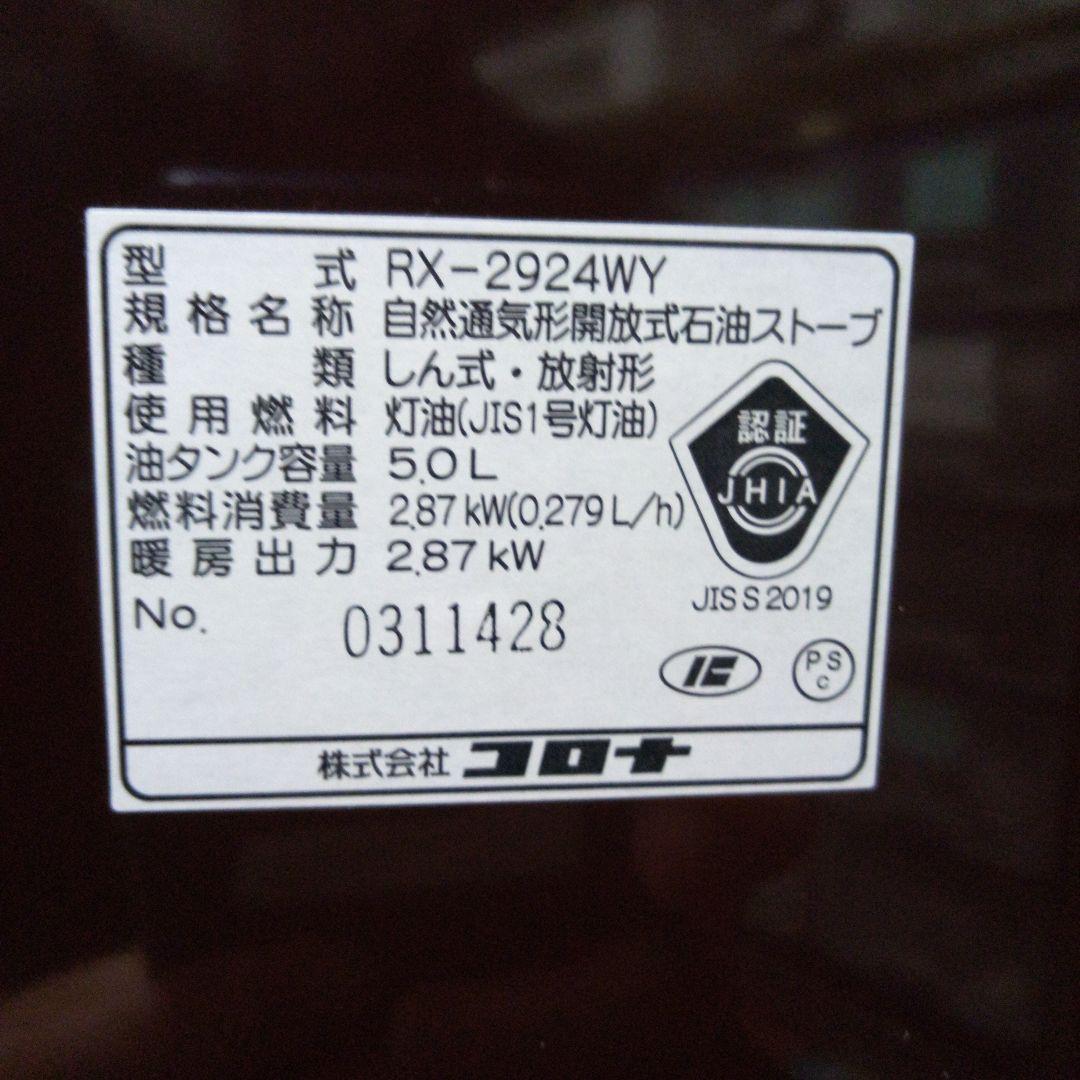 型式 RX-2924WY
規格名称 自然通気形開放式石油ストーブ
種類 しん式・放射形
使用燃料 灯油(JIS1号灯油)
油タンク容量 5.0L
燃料消費量 2.87kW(0.279L/h)
暖房出力 2.87kW
No. 0311428
認証
JHIA
JIS S 2019
PS
C
株式会社コロナ